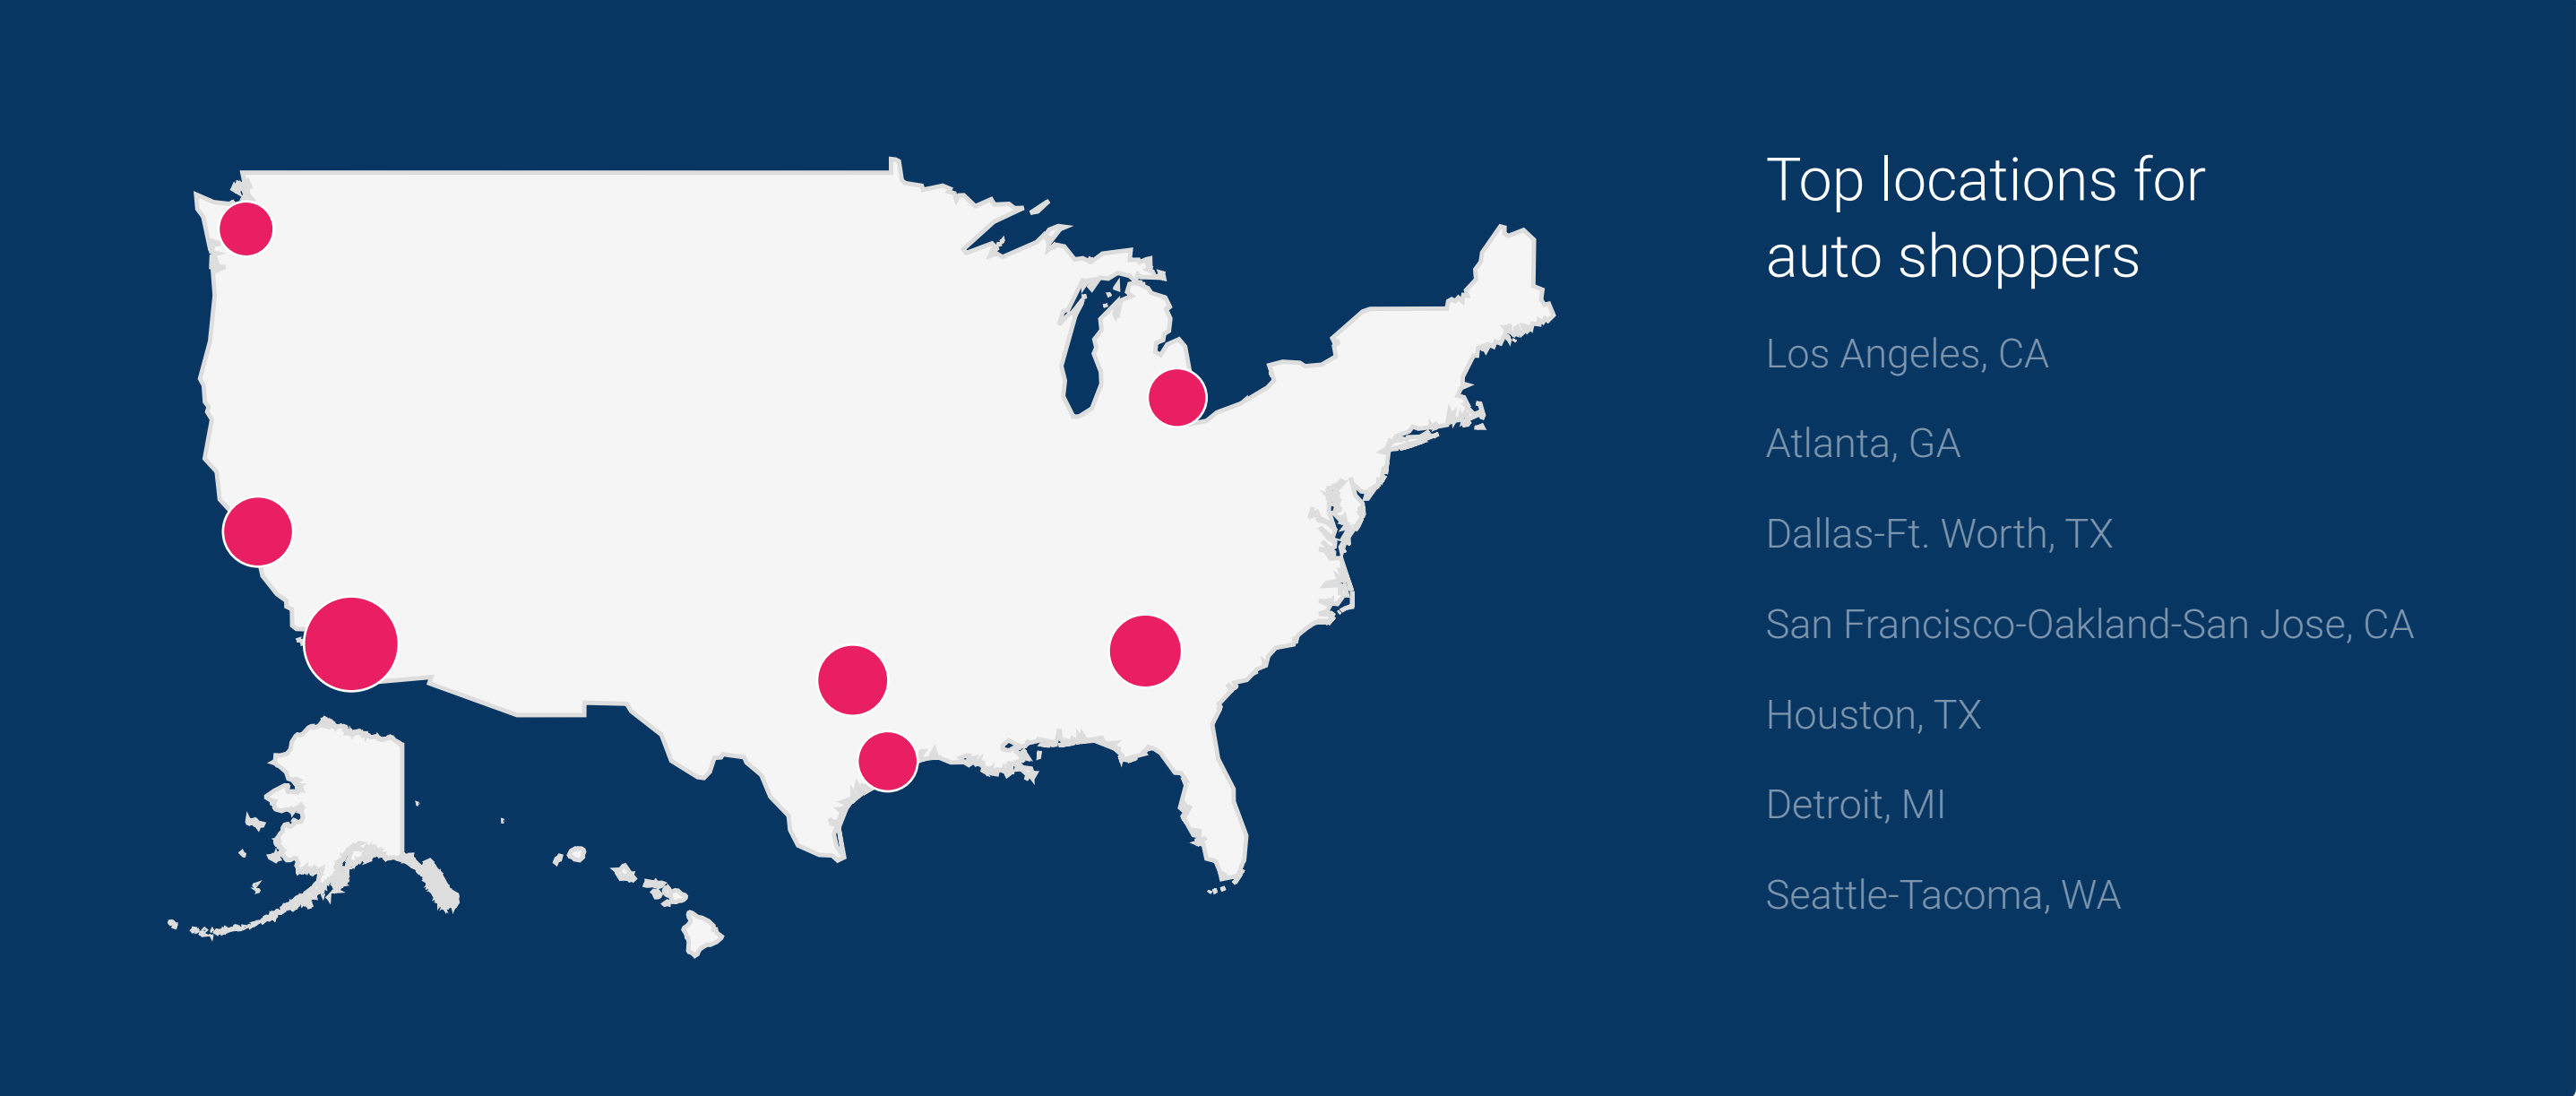 Top locations for
auto shoppers
Los Angeles, CA
Atlanta, GA
Dallas-Ft. Worth, TX
San Francisco-Oakland-San Jose, CA
Houston, TX
Detroit, MI
Seattle-Tacoma, WA